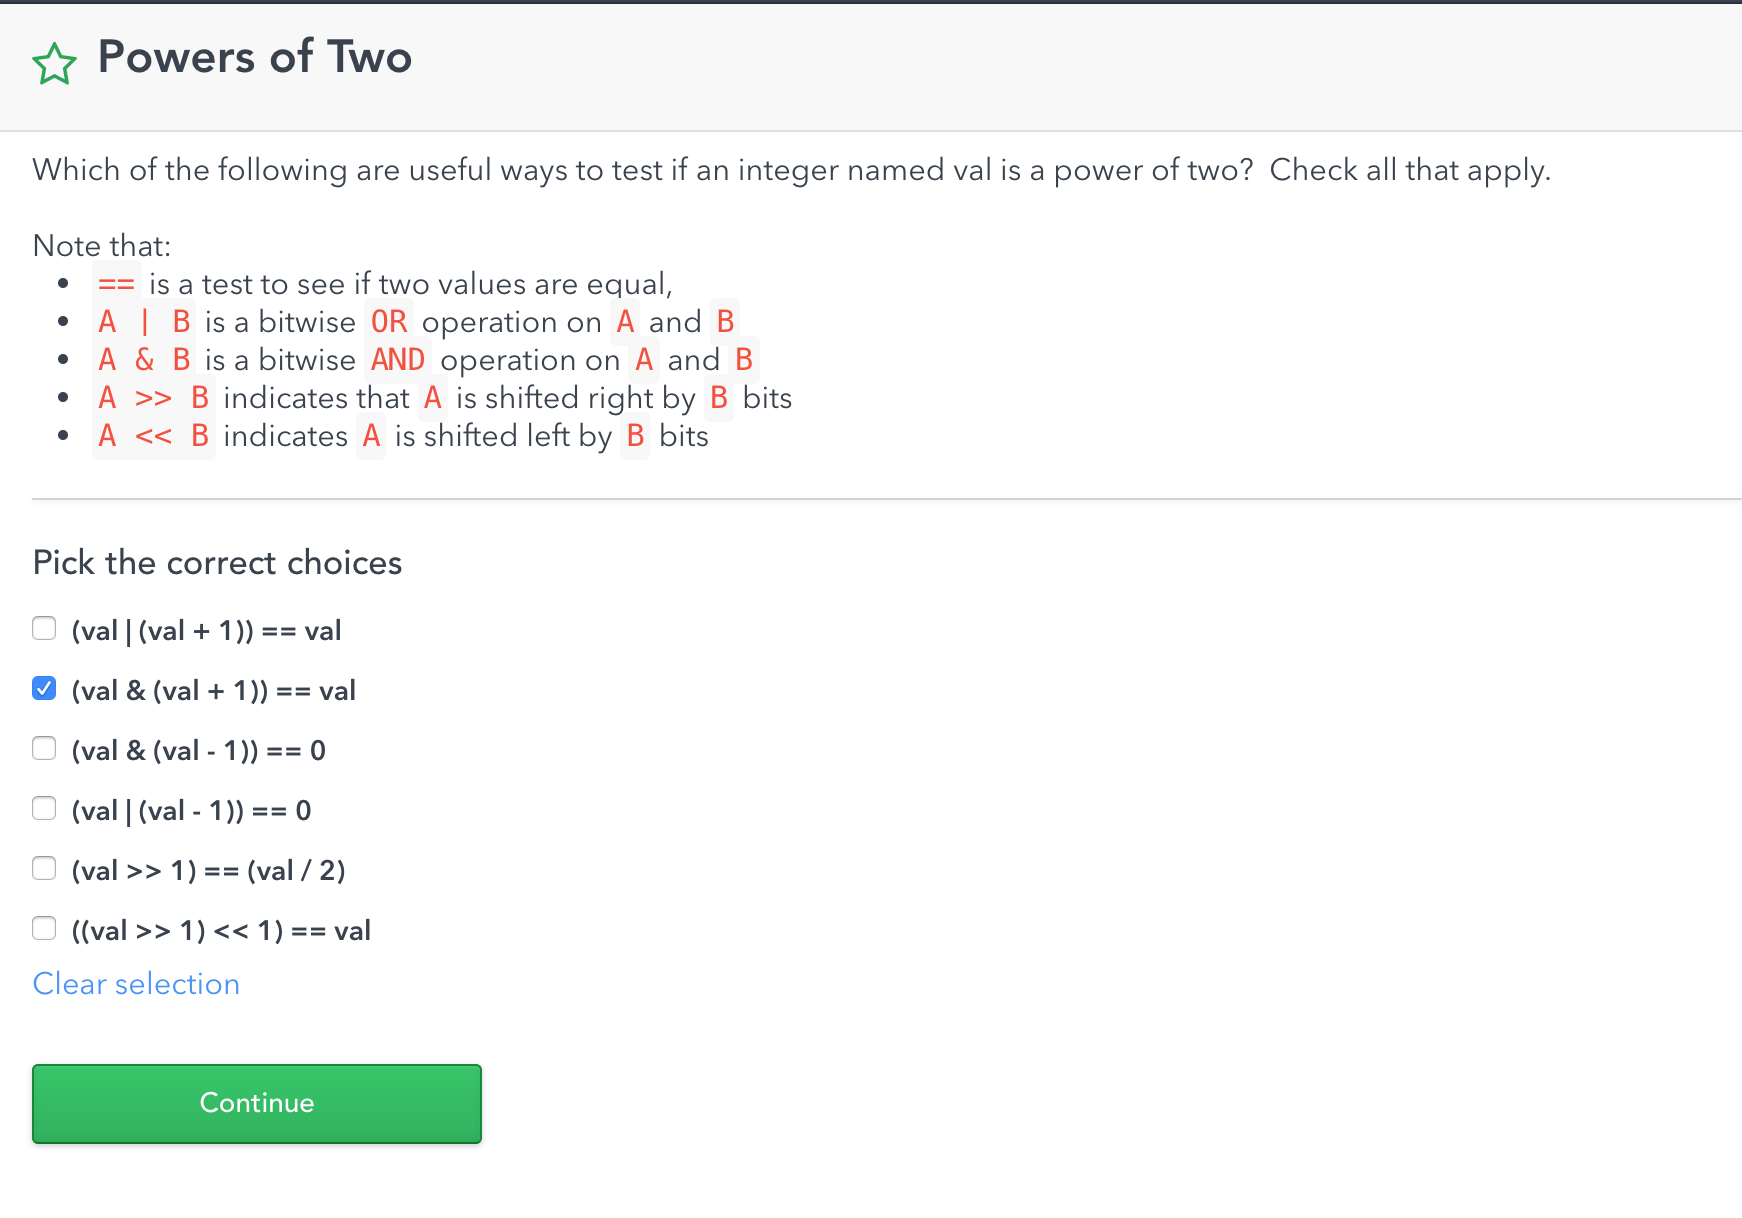 Powers of Two
Which of the following are useful ways to test if an integer named val is a power of two? Check all that apply.
Note that:
• == is a test to see if two values are equal,
• A | B is a bitwise OR operation on A and B
• A & B is a bitwise AND operation on A and B
• A >> B indicates that A is shifted right by B bits
• A << B indicates A is shifted left by B bits
Pick the correct choices
(val | (val + 1)) == val
(val & (val + 1)) == val
(val & (val - 1)) == 0
(val | (val - 1)) == 0
(val >> 1) == (val / 2)
((val >> 1) << 1) == val
Clear selection
Continue